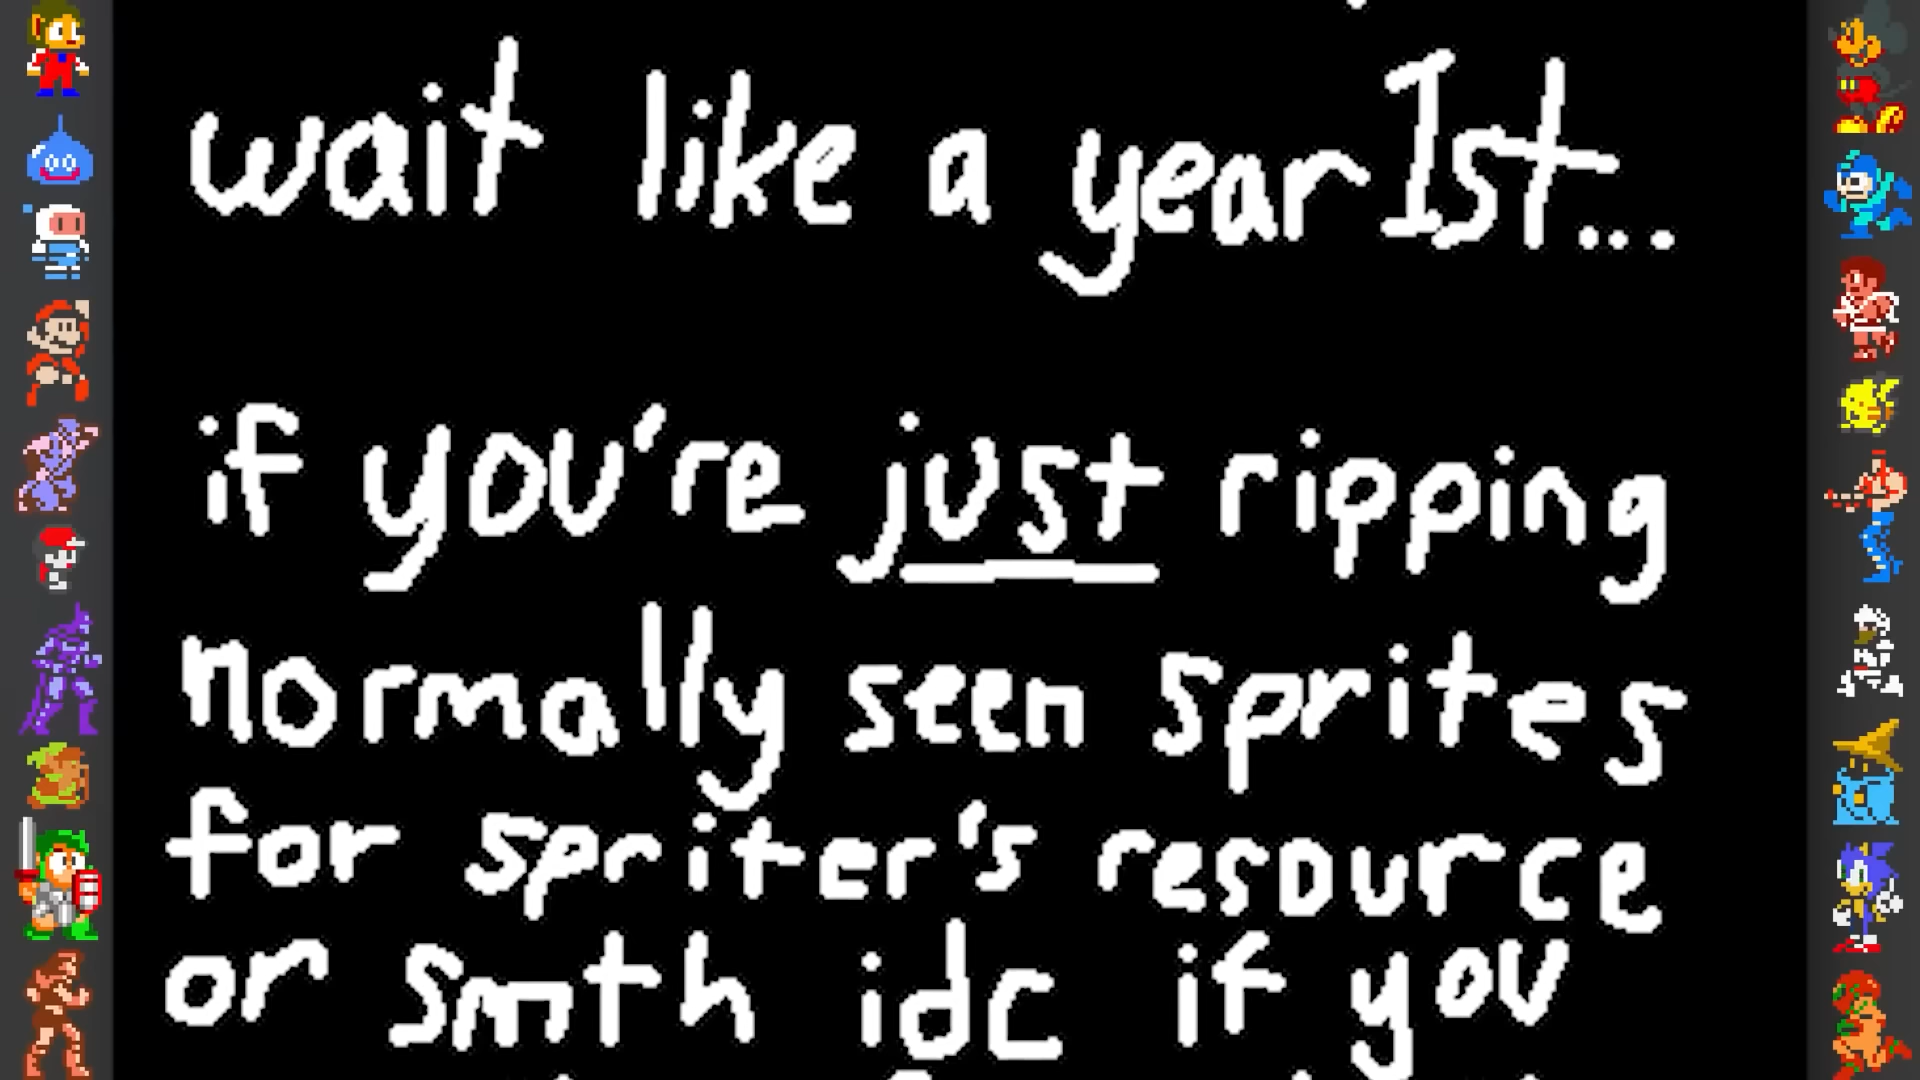 wait like a year 1st...
if you're just ripping
normally seen sprites
for spriter's resource
or smth idc if you